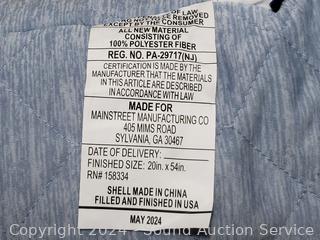 OF LAW
REMOVED
EXCEPT BY THE CONSUMER
ALL NEW MATERIAL
CONSISTING OF
100% POLYESTER FIBER
REG. NO. PA-29717(NJ)
CERTIFICATION IS MADE BY THE
MANUFACTURER THAT THE MATERIALS
IN THIS ARTICLE ARE DESCRIBED
IN ACCORDANCE WITH LAW
MADE FOR
MAINSTREET MANUFACTURING CO
405 MIMS ROAD
SYLVANIA, GA 30467
DATE OF DELIVERY:
FINISHED SIZE: 20in. x 54in.
RN# 158334
SHELL MADE IN CHINA
FILLED AND FINISHED IN USA
MAY 2024
Copyright © 2024 - Sound Auction Service